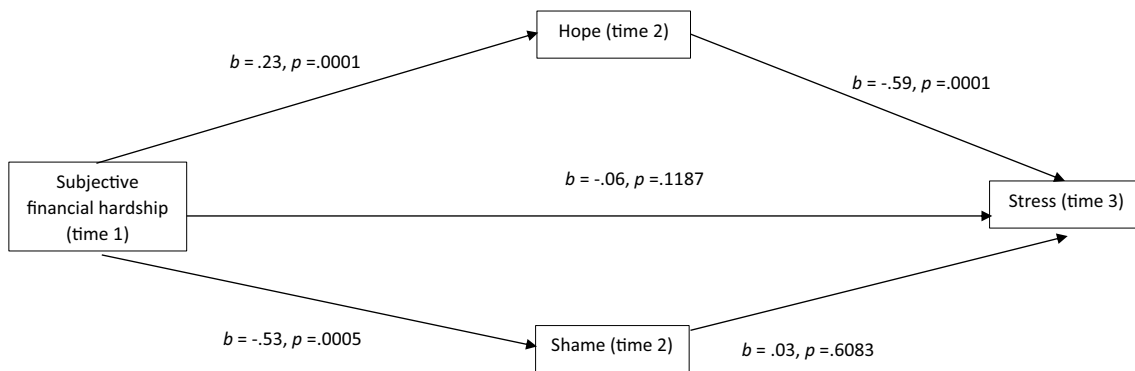 Hope (time 2)
b = .23, p =.0001
b = -.59, p =.0001
Subjective
financial hardship
(time 1)
b = -.06, p =.1187
Stress (time 3)
b = -.53, p =.0005
Shame (time 2)
b = .03, p =.6083